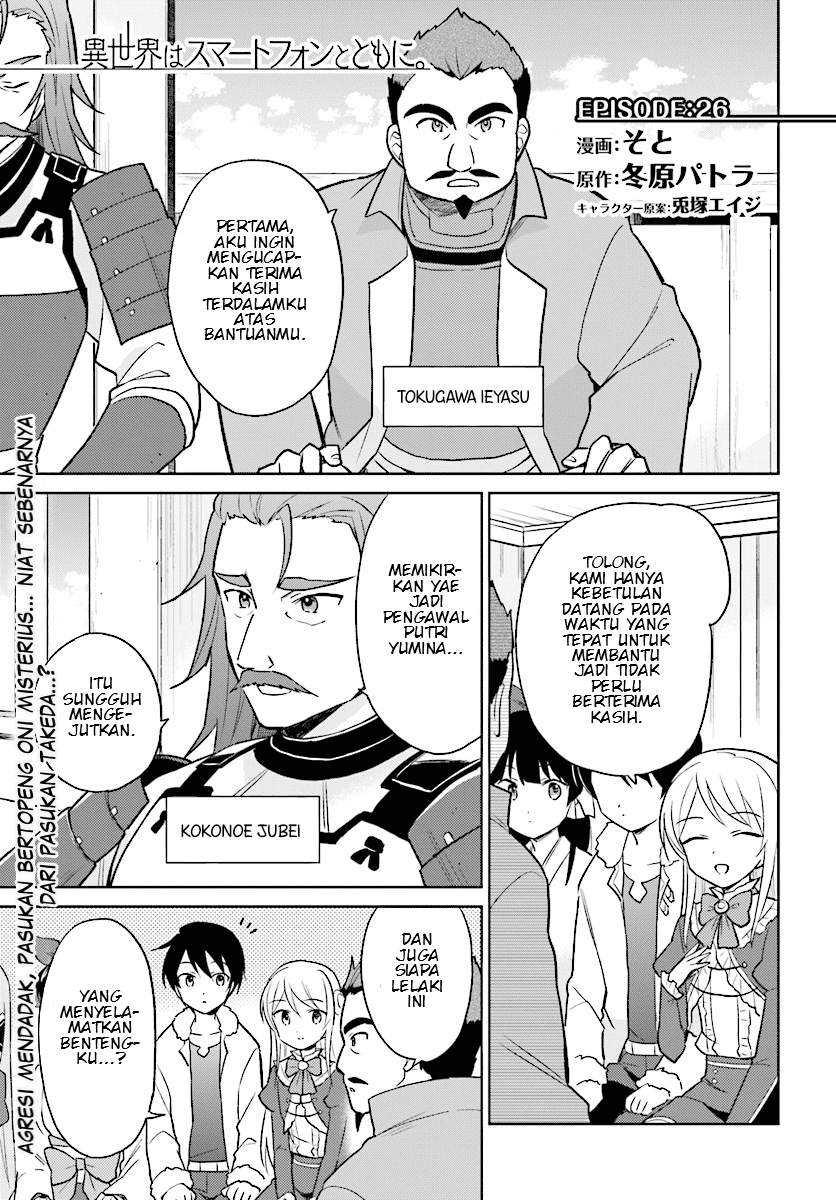 異世界はスマートフォンとともに。
EPISODE:26
漫画:そと
原作:冬原パトラ
キャラクター原案:兎塚エイジ
PERTAMA,
AKU INGIN
MENGUCAP-
KAN TERIMA
KASIH
TERDALAMKU
ATAS
BANTUANMU.
TOKUGAWA IEYASU
TOLONG,
KAMI HANYA
KEBETULAN
DATANG PADA
WAKTU YANG
TEPAT UNTUK
MEMBANTU
JADI TIDAK
PERLU
BERTERIMA
KASIH.
MEMIKIR-
KAN YAE
JADI
PENGAWAL
PUTRI
YUMINA...
ITU
SUNGGUH
MENGE-
JUTKAN.
KOKONOE JUBEI
DAN
JUGA
SIAPA
LELAKI
INI
YANG
MENYELA-
MATKAN
BENTENG-
KU...?
AGRESI MENDADAK, PASUKAN BERTOPENG ONI MISTERIUS... NIAT SEBENARNYA
DARI PASUKAN TAKEDA...?